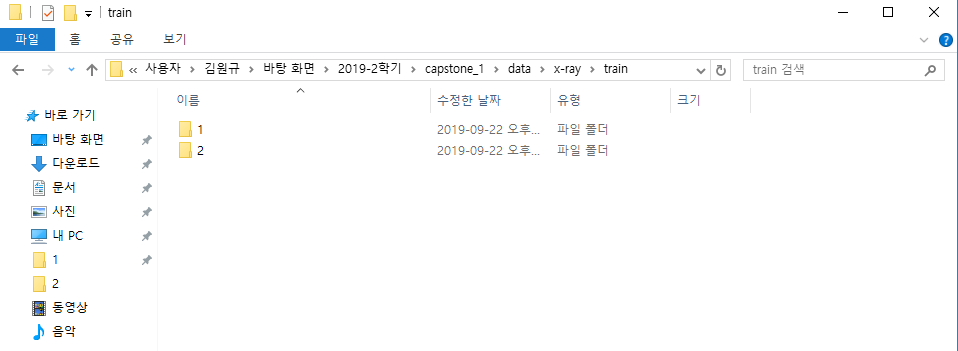 train
파일 홈 공유 보기
« 사용자 > 김원규 > 바탕 화면 > 2019-2학기 > capstone_1 > data > x-ray > train
train 검색
이름 수정한 날짜 유형 크기
1 2019-09-22 오후... 파일 폴더
2 2019-09-22 오후... 파일 폴더
바로 가기
바탕 화면
다운로드
문서
사진
내 PC
1
2
동영상
음악